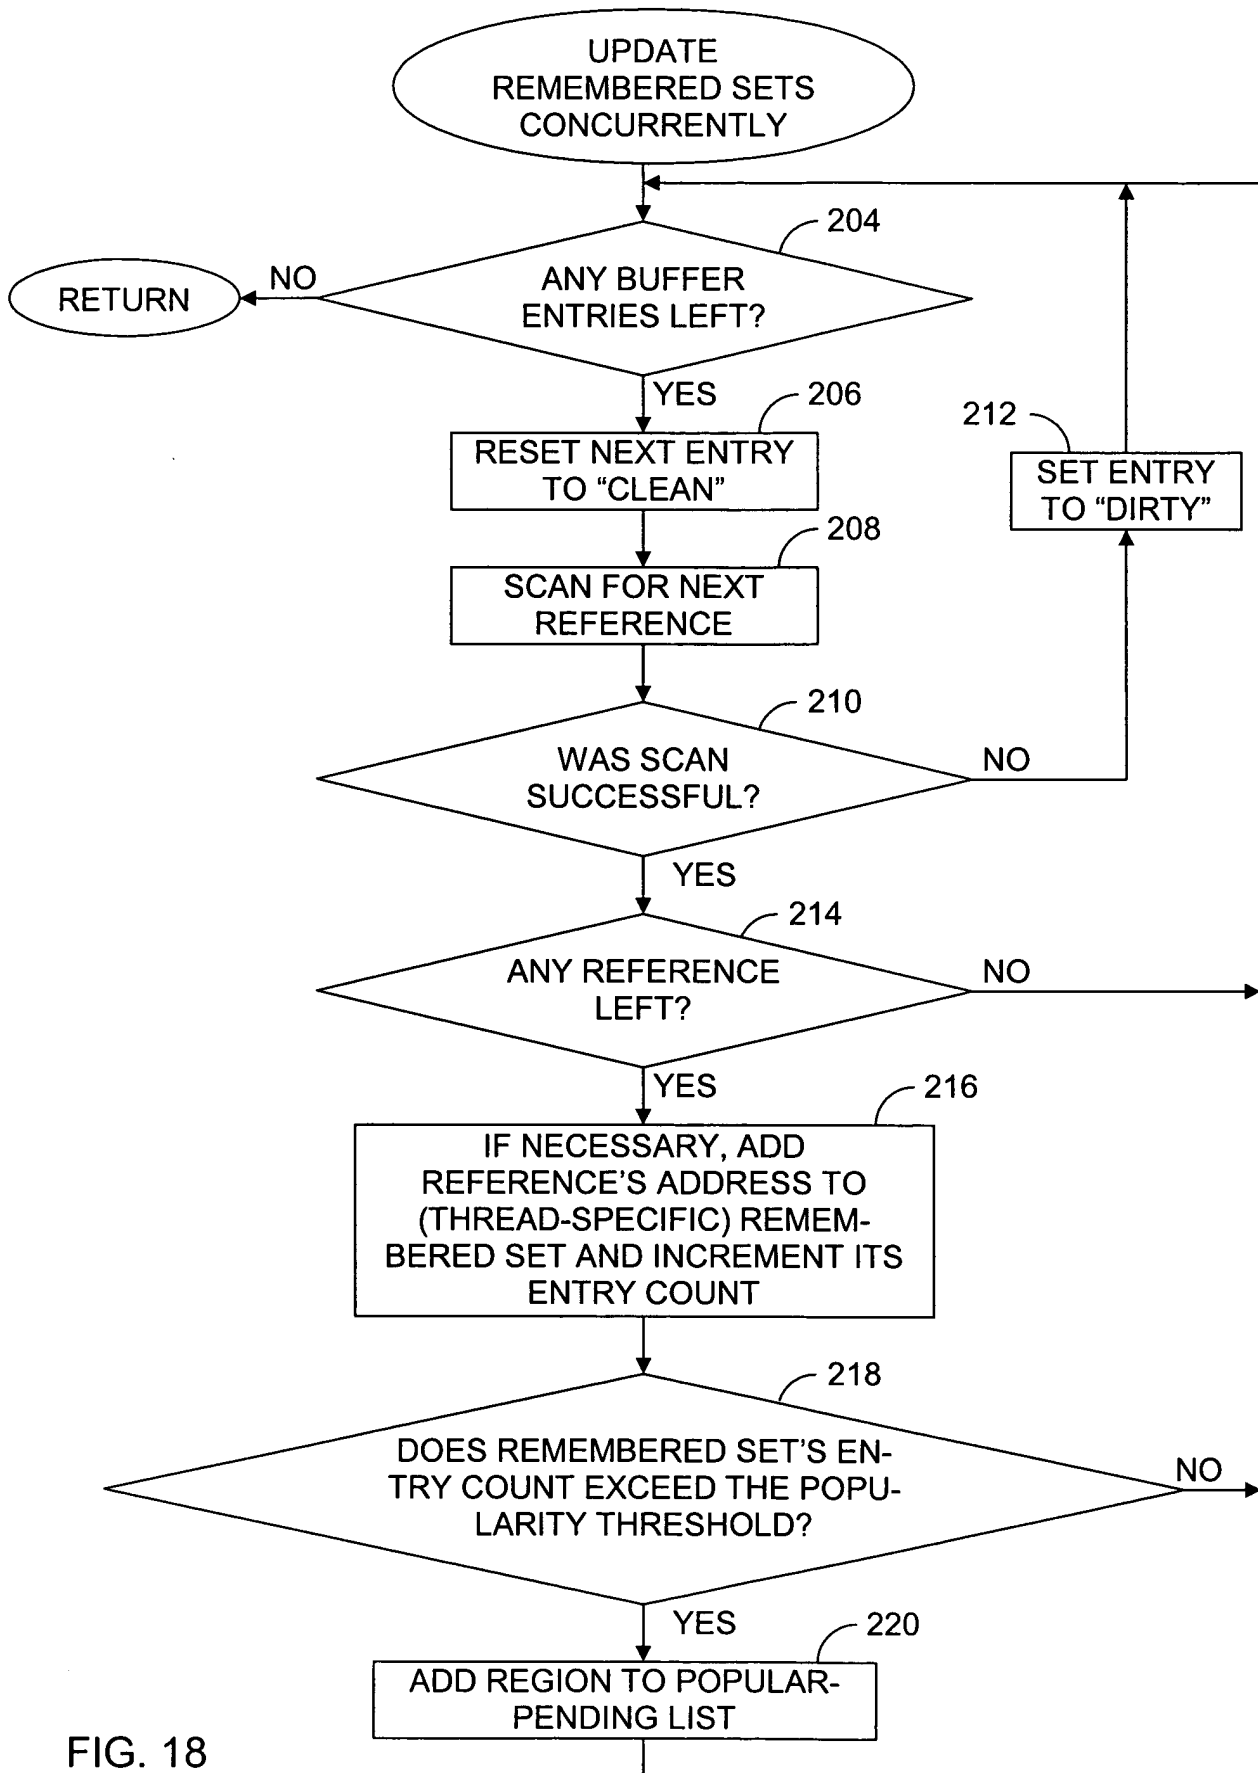 UPDATE
REMEMBERED SETS
CONCURRENTLY
204
NO
RETURN
ANY BUFFER
ENTRIES LEFT?
YES
206
RESET NEXT ENTRY
TO “CLEAN”
212
SET ENTRY
TO “DIRTY”
208
SCAN FOR NEXT
REFERENCE
210
WAS SCAN
SUCCESSFUL?
NO
YES
214
ANY REFERENCE
LEFT?
NO
YES
216
IF NECESSARY, ADD
REFERENCE’S ADDRESS TO
(THREAD-SPECIFIC) REMEM-
BERED SET AND INCREMENT ITS
ENTRY COUNT
218
DOES REMEMBERED SET’S EN-
TRY COUNT EXCEED THE POPU-
LARITY THRESHOLD?
NO
YES
220
ADD REGION TO POPULAR-
PENDING LIST
FIG. 18